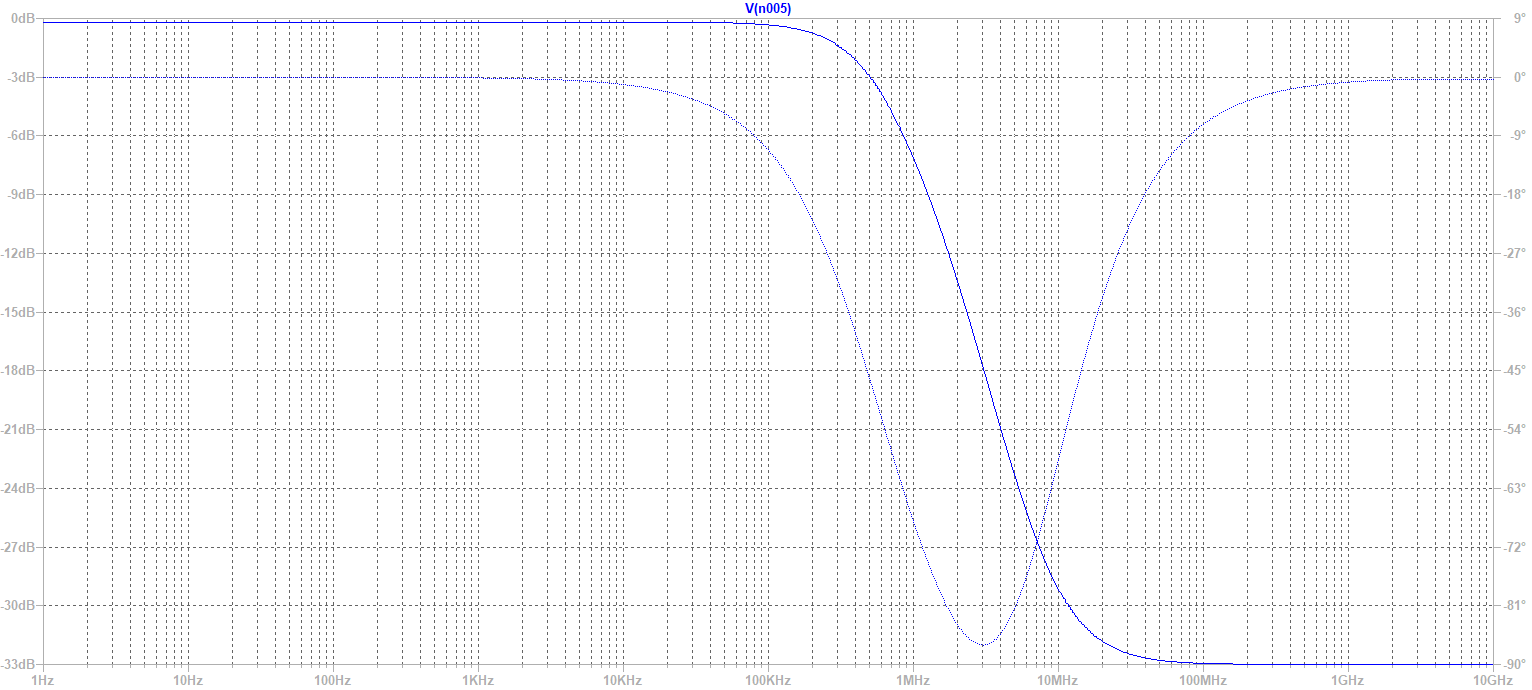 V(n005)
0dB 9°
-3dB 0°
-6dB -9°
-9dB -18°
-12dB -27°
-15dB -36°
-18dB -45°
-21dB -54°
-24dB -63°
-27dB -72°
-30dB -81°
-33dB -90°
1Hz 10Hz 100Hz 1KHz 10KHz 100KHz 1MHz 10MHz 100MHz 1GHz 10GHz